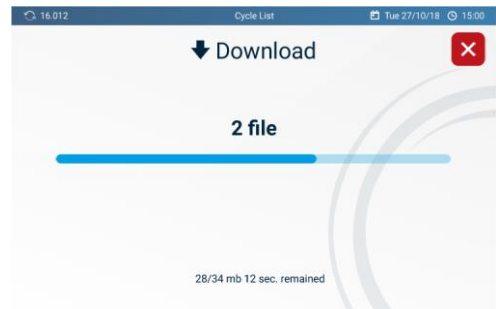 16.012 Cycle List Tue 27/10/18 15:00
Download
2 file
28/34 mb 12 sec. remained